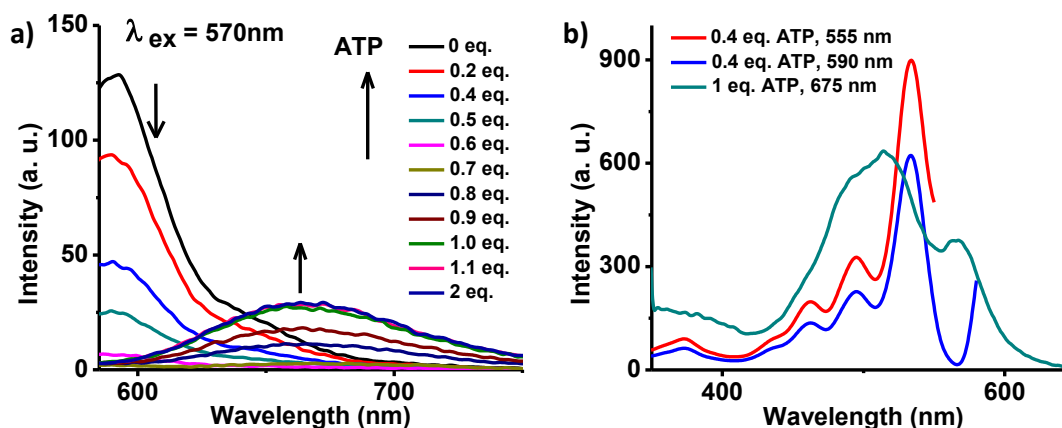 a)
λ ex = 570nm
ATP
0 eq.
0.2 eq.
0.4 eq.
0.5 eq.
0.6 eq.
0.7 eq.
0.8 eq.
0.9 eq.
1.0 eq.
1.1 eq.
2 eq.
150
100
50
0
Intensity (a. u.)
600 700
Wavelength (nm)
b)
0.4 eq. ATP, 555 nm
0.4 eq. ATP, 590 nm
1 eq. ATP, 675 nm
900
600
300
0
Intensity (a. u.)
400 600
Wavelength (nm)